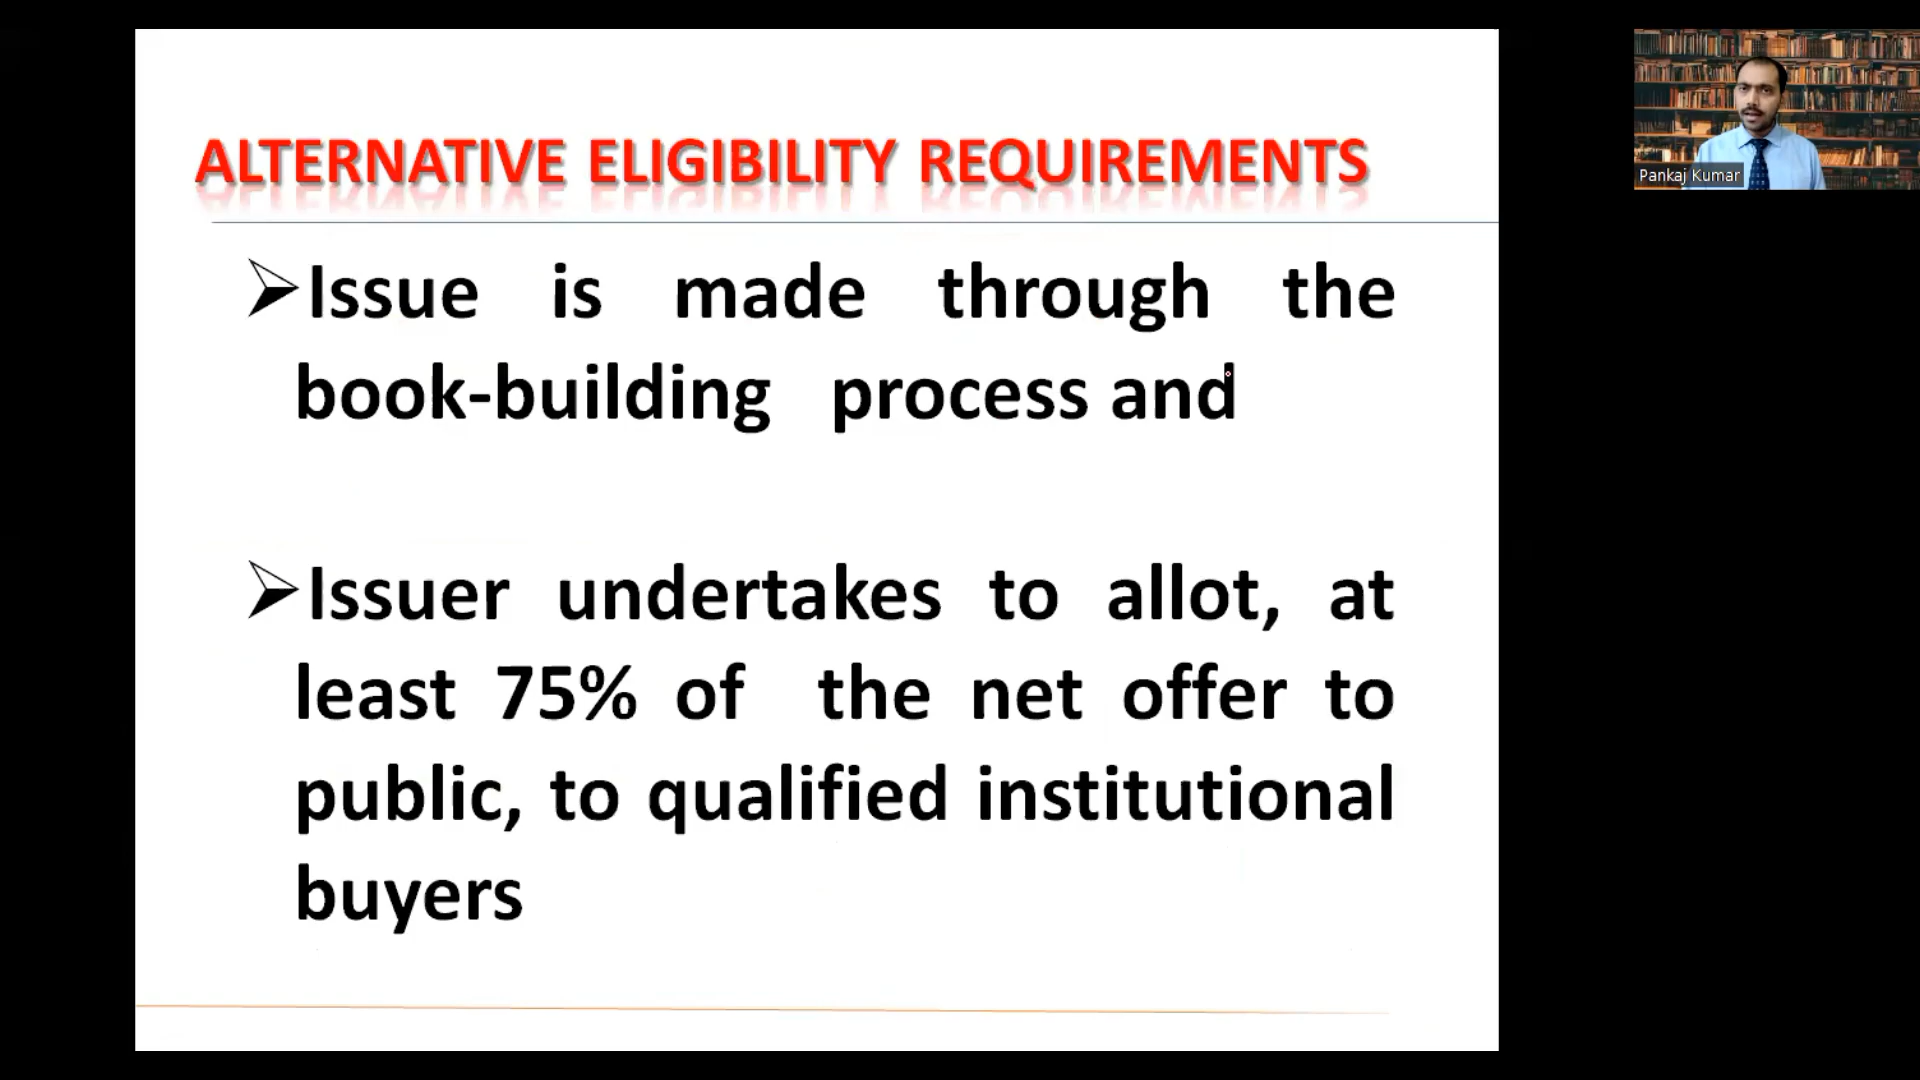 ALTERNATIVE ELIGIBILITY REQUIREMENTS
Issue is made through the
book-building process and
Issuer undertakes to allot, at
least 75% of the net offer to
public, to qualified institutional
buyers
Pankaj Kumar